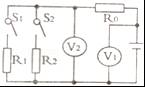 S₁ S₂ R₀
V₂ V₁
R₁ R₂